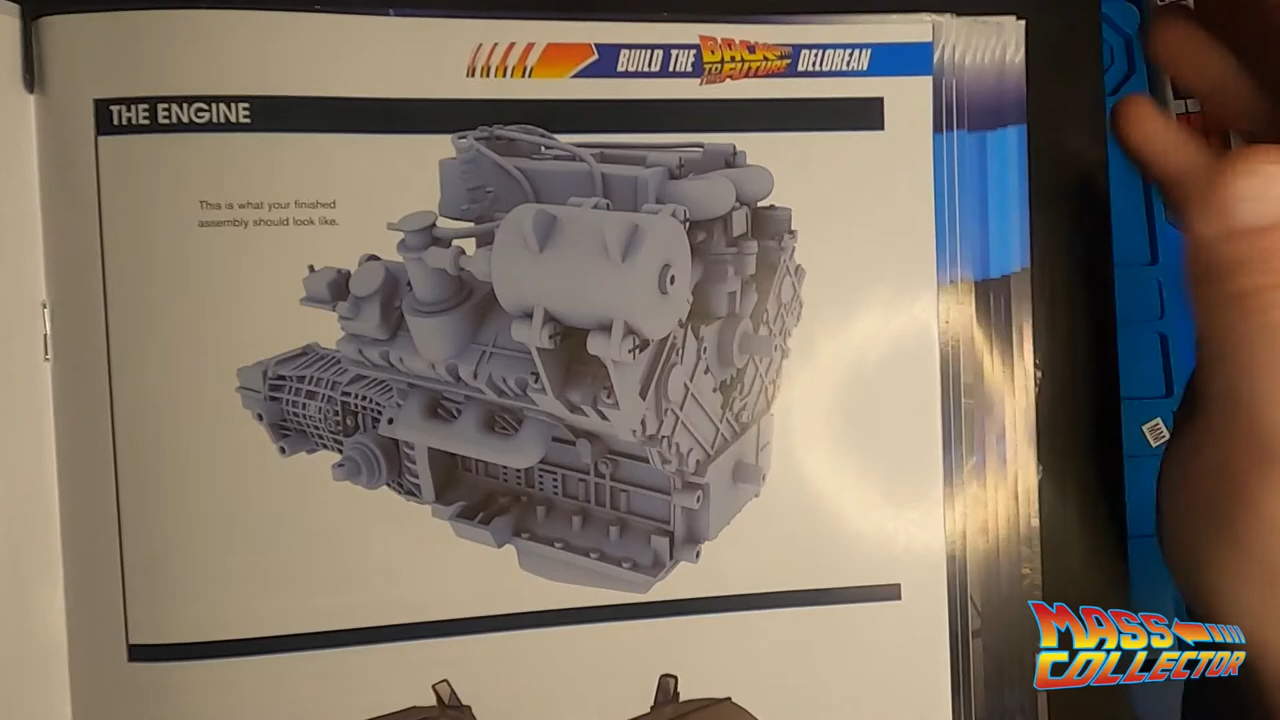 BUILD THE BACK TO THE FUTURE DELOREAN
THE ENGINE
This is what your finished
assembly should look like.
MM
MASS
COLLECTOR